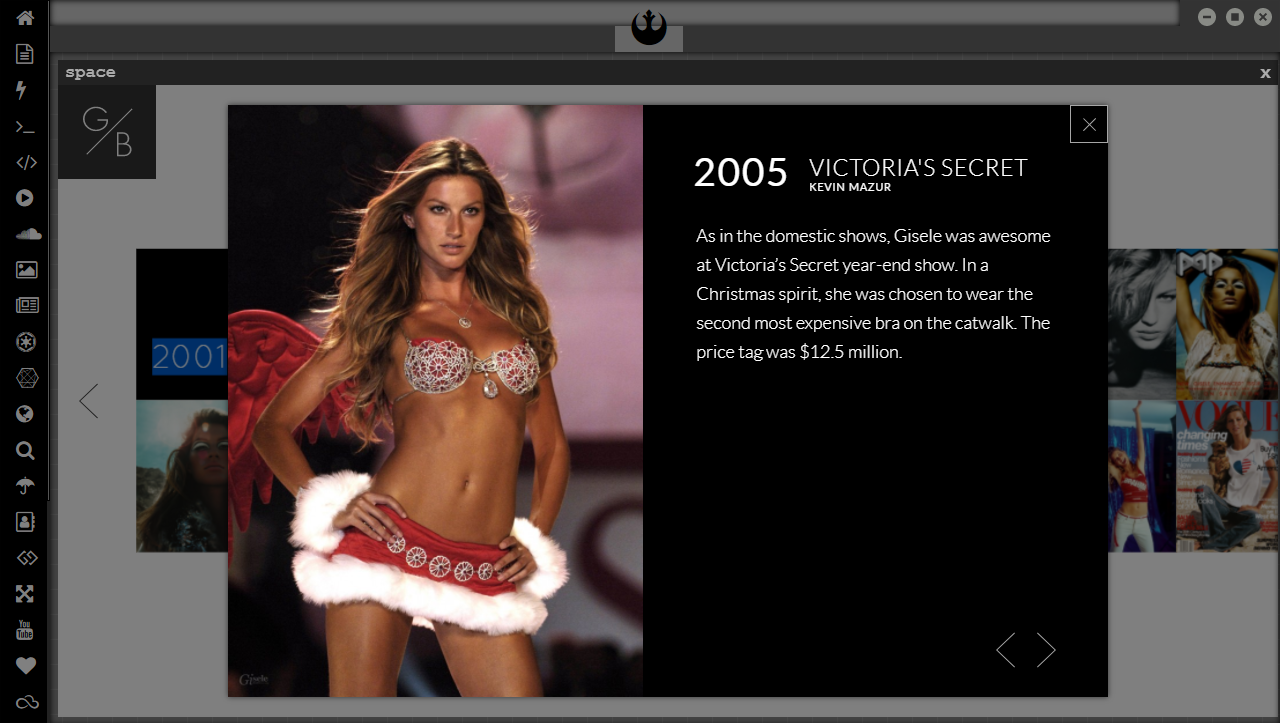 space
x
G/B
2005
VICTORIA'S SECRET
KEVIN MAZUR
As in the domestic shows, Gisele was awesome
at Victoria’s Secret year-end show. In a
Christmas spirit, she was chosen to wear the
second most expensive bra on the catwalk. The
price tag was $12.5 million.
2001
POP
VOGUE
changing
times
Gisele
You
Tube